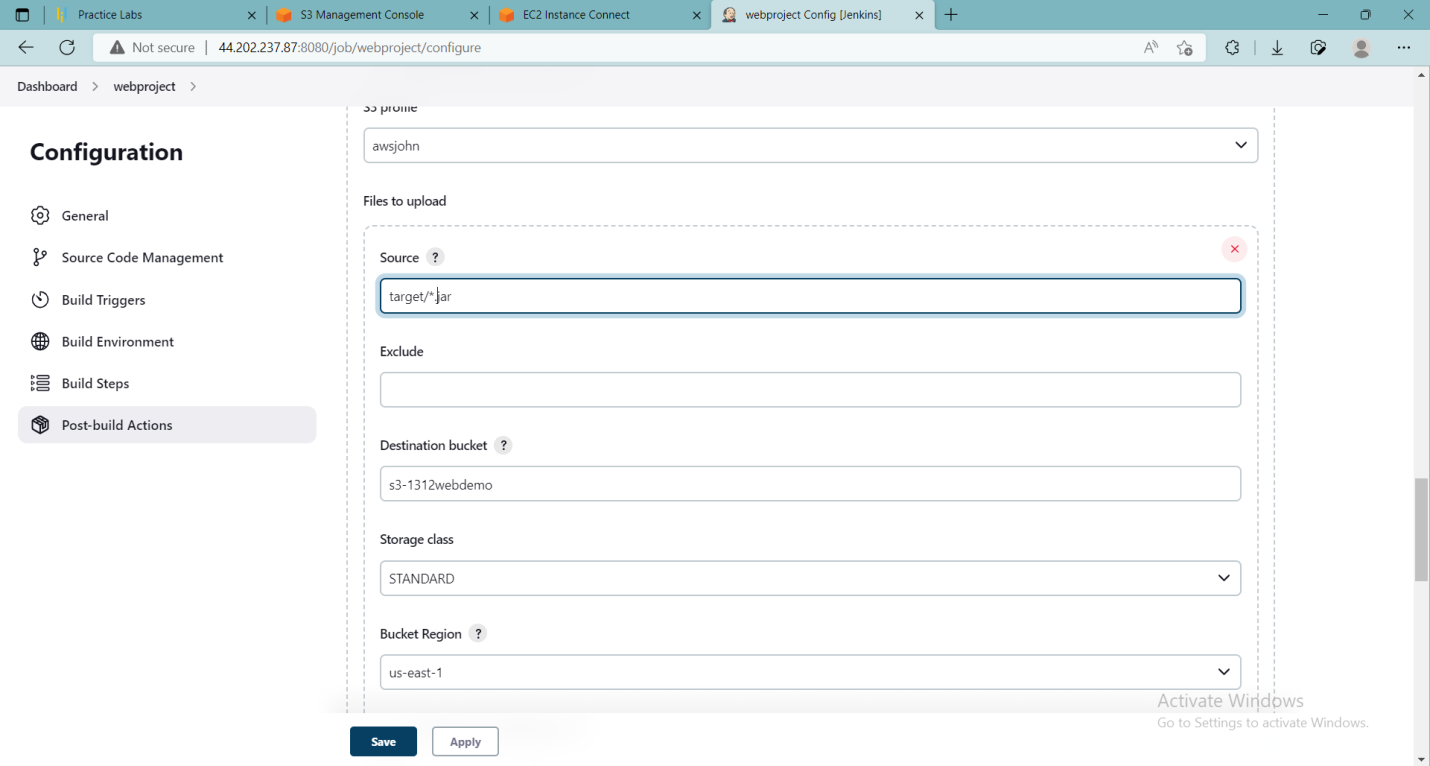 Practice Labs
S3 Management Console
EC2 Instance Connect
webproject Config [Jenkins]
Not secure
44.202.237.87:8080/job/webproject/configure
Dashboard
webproject
S3 profile
Configuration
awsjohn
General
Source Code Management
Build Triggers
Build Environment
Build Steps
Post-build Actions
Files to upload
Source ?
target/*.jar
Exclude
Destination bucket ?
s3-1312webdemo
Storage class
STANDARD
Bucket Region ?
us-east-1
Save
Apply
Activate Windows
Go to Settings to activate Windows.